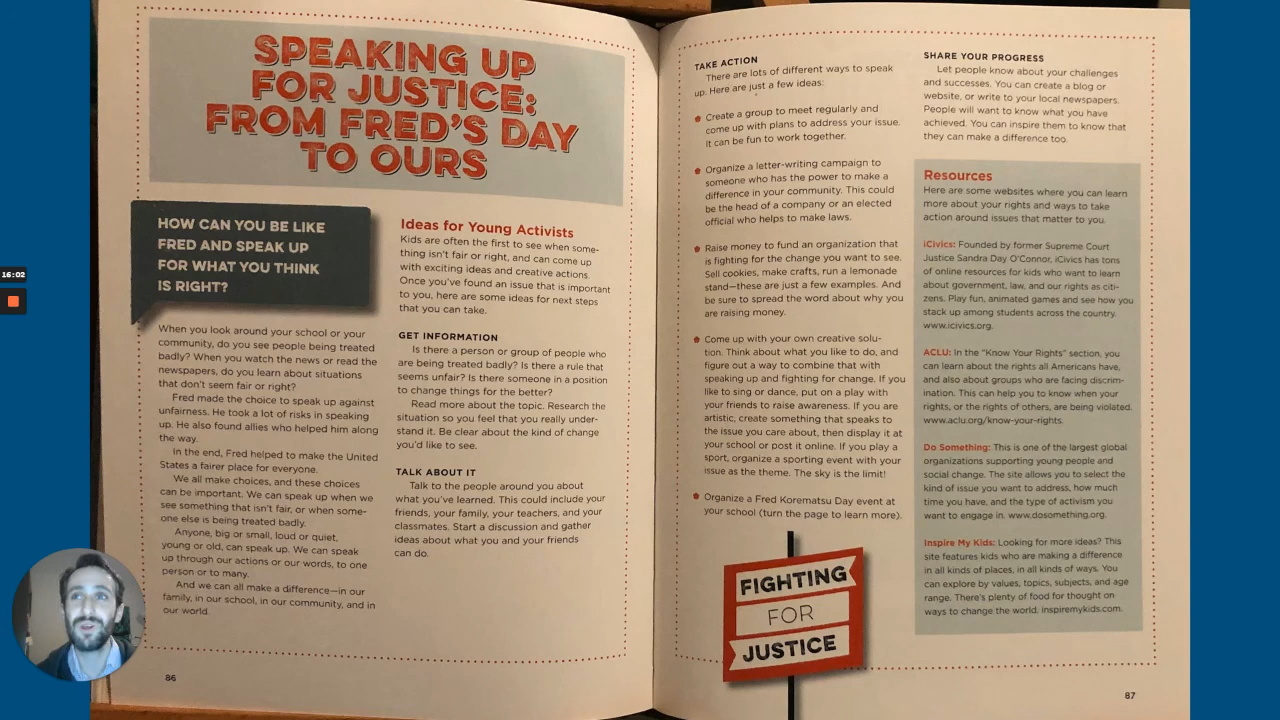 SPEAKING UP
FOR JUSTICE:
FROM FRED'S DAY
TO OURS
HOW CAN YOU BE LIKE
FRED AND SPEAK UP
FOR WHAT YOU THINK
IS RIGHT?
When you look around your school or your
community, do you see people being treated
badly? When you watch the news or read the
newspapers, do you learn about situations
that don't seem fair or right?
Fred made the choice to speak up against
unfairness. He took a lot of risks in speaking
up. He also found allies who helped him along
the way.
In the end, Fred helped to make the United
States a fairer place for everyone.
We all make choices, and these choices
can be important. We can speak up when we
see something that isn't fair, or when some-
one else is being treated badly.
Anyone, big or small, loud or quiet,
young or old, can speak up. We can speak
up through our actions or our words, to one
person or to many.
And we can all make a difference—in our
family, in our school, in our community, and in
our world.
86
Ideas for Young Activists
Kids are often the first to see when some-
thing isn't fair or right, and can come up
with exciting ideas and creative actions.
Once you've found an issue that is important
to you, here are some ideas for next steps
that you can take.
GET INFORMATION
Is there a person or group of people who
are being treated badly? Is there a rule that
seems unfair? Is there someone in a position
to change things for the better?
Read more about the topic. Research the
situation so you feel that you really under-
stand it. Be clear about the kind of change
you'd like to see.
TALK ABOUT IT
Talk to the people around you about
what you've learned. This could include your
friends, your family, your teachers, and your
classmates. Start a discussion and gather
ideas about what you and your friends
can do.
TAKE ACTION
There are lots of different ways to speak
up. Here are just a few ideas:
Create a group to meet regularly and
come up with plans to address your issue.
It can be fun to work together.
Organize a letter-writing campaign to
someone who has the power to make a
difference in your community. This could
be the head of a company or an elected
official who helps to make laws.
Raise money to fund an organization that
is fighting for the change you want to see.
Sell cookies, make crafts, run a lemonade
stand—these are just a few examples. And
be sure to spread the word about why you
are raising money.
Come up with your own creative solu-
tion. Think about what you like to do, and
figure out a way to combine that with
speaking up and fighting for change. If you
like to sing or dance, put on a play with
your friends to raise awareness. If you are
artistic, create something that speaks to
the issue you care about, then display it at
your school or post it online. If you play a
sport, organize a sporting event with your
issue as the theme. The sky is the limit!
Organize a Fred Korematsu Day event at
your school (turn the page to learn more).
FIGHTING
FOR
JUSTICE
SHARE YOUR PROGRESS
Let people know about your challenges
and successes. You can create a blog or
website, or write to your local newspapers.
People will want to know what you have
achieved. You can inspire them to know that
they can make a difference too.
Resources
Here are some websites where you can learn
more about your rights and ways to take
action around issues that matter to you.
iCivics: Founded by former Supreme Court
Justice Sandra Day O'Connor, iCivics has tons
of online resources for kids who want to learn
about government, law, and our rights as citi-
zens. Play fun, animated games and see how you
stack up among students across the country.
www.icivics.org.
ACLU: In the "Know Your Rights" section, you
can learn about the rights all Americans have,
and also about groups who are facing discrim-
ination. This can help you to know when your
rights, or the rights of others, are being violated.
www.aclu.org/know-your-rights.
Do Something: This is one of the largest global
organizations supporting young people and
social change. The site allows you to select the
kind of issue you want to address, how much
time you have, and the type of activism you
want to engage in. www.dosomething.org.
Inspire My Kids: Looking for more ideas? This
site features kids who are making a difference
in all kinds of places, in all kinds of ways. You
can explore by values, topics, subjects, and age
range. There's plenty of food for thought on
ways to change the world. inspiremykids.com.
87
16:02